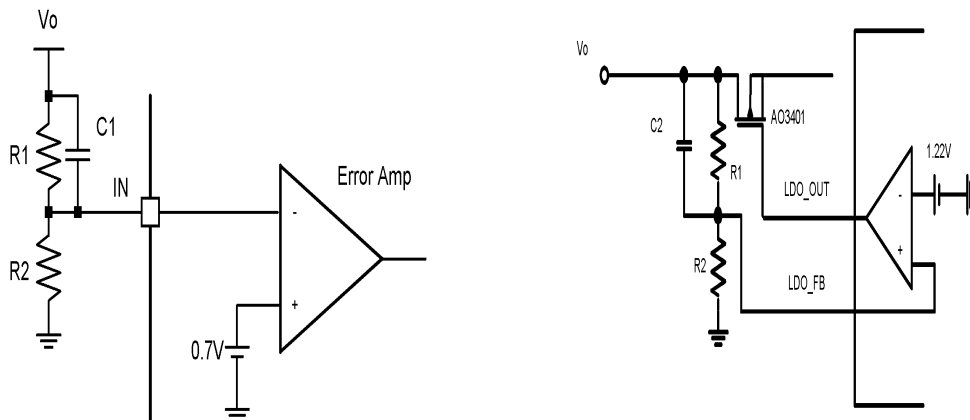 Vo
C1
R1
IN
Error Amp
-
R2
+
0.7V
Vo
AO3401
C2
R1
1.22V
LDO_OUT
-
+
R2
LDO_FB